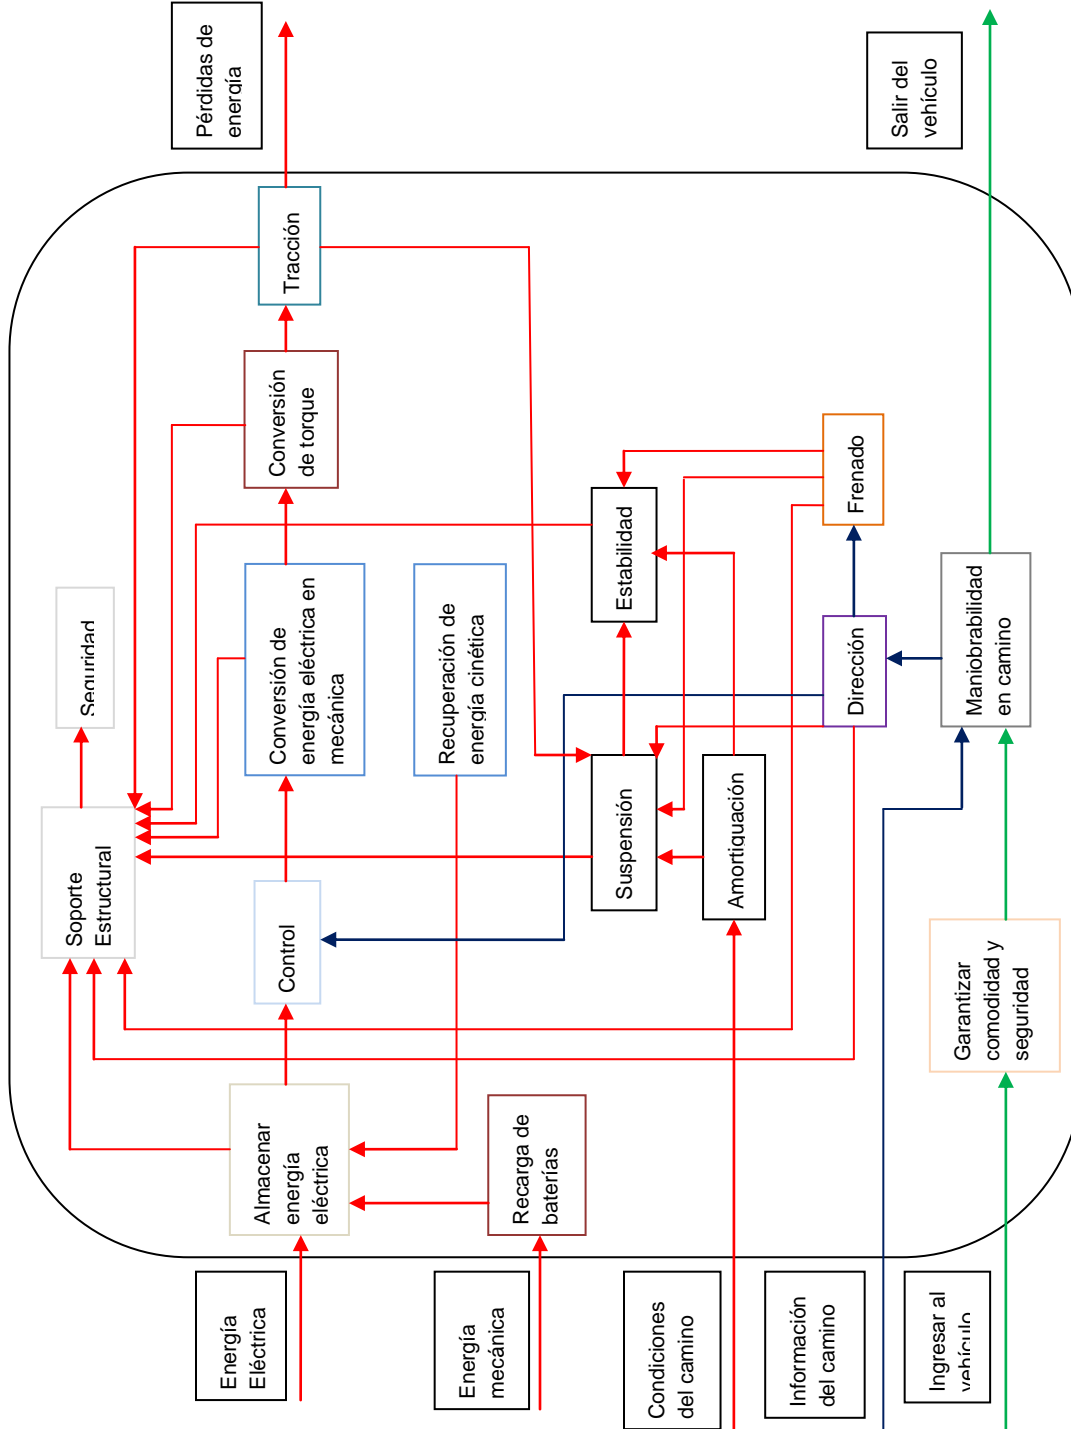 Soporte
Estructural
Seguridad
Energía
Eléctrica
Almacenar
energía
eléctrica
Control
Conversión de
energía eléctrica en
mecánica
Conversión
de torque
Tracción
Pérdidas de
energía
Energía
mecánica
Recarga de
baterías
Recuperación de
energía cinética
Condiciones
del camino
Suspensión
Estabilidad
Amortiguación
Información
del camino
Dirección
Frenado
Ingresar al
vehículo
Garantizar
comodidad y
seguridad
Maniobrabilidad
en camino
Salir del
vehículo